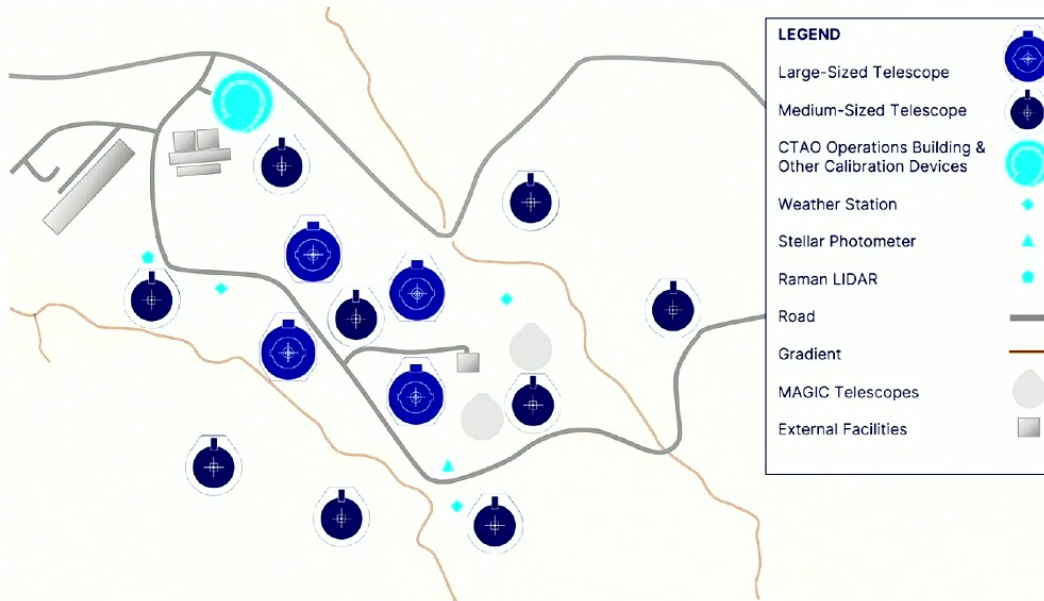 LEGEND
Large-Sized Telescope
Medium-Sized Telescope
CTAO Operations Building &
Other Calibration Devices
Weather Station
Stellar Photometer
Raman LIDAR
Road
Gradient
MAGIC Telescopes
External Facilities